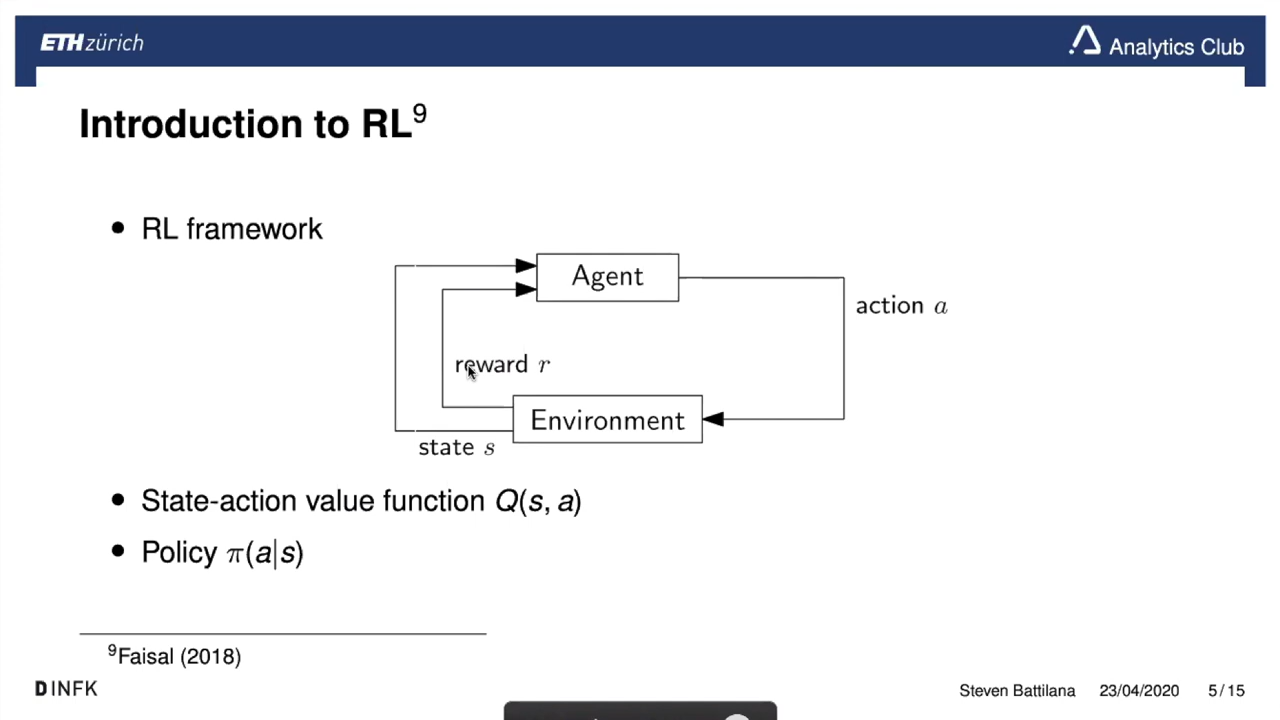 ETH zürich
Analytics Club
Introduction to RL⁹
• RL framework
Agent
action a
reward r
Environment
state s
• State-action value function Q(s, a)
• Policy π(a|s)
⁹Faisal (2018)
D INFK
Steven Battilana 23/04/2020 5/15